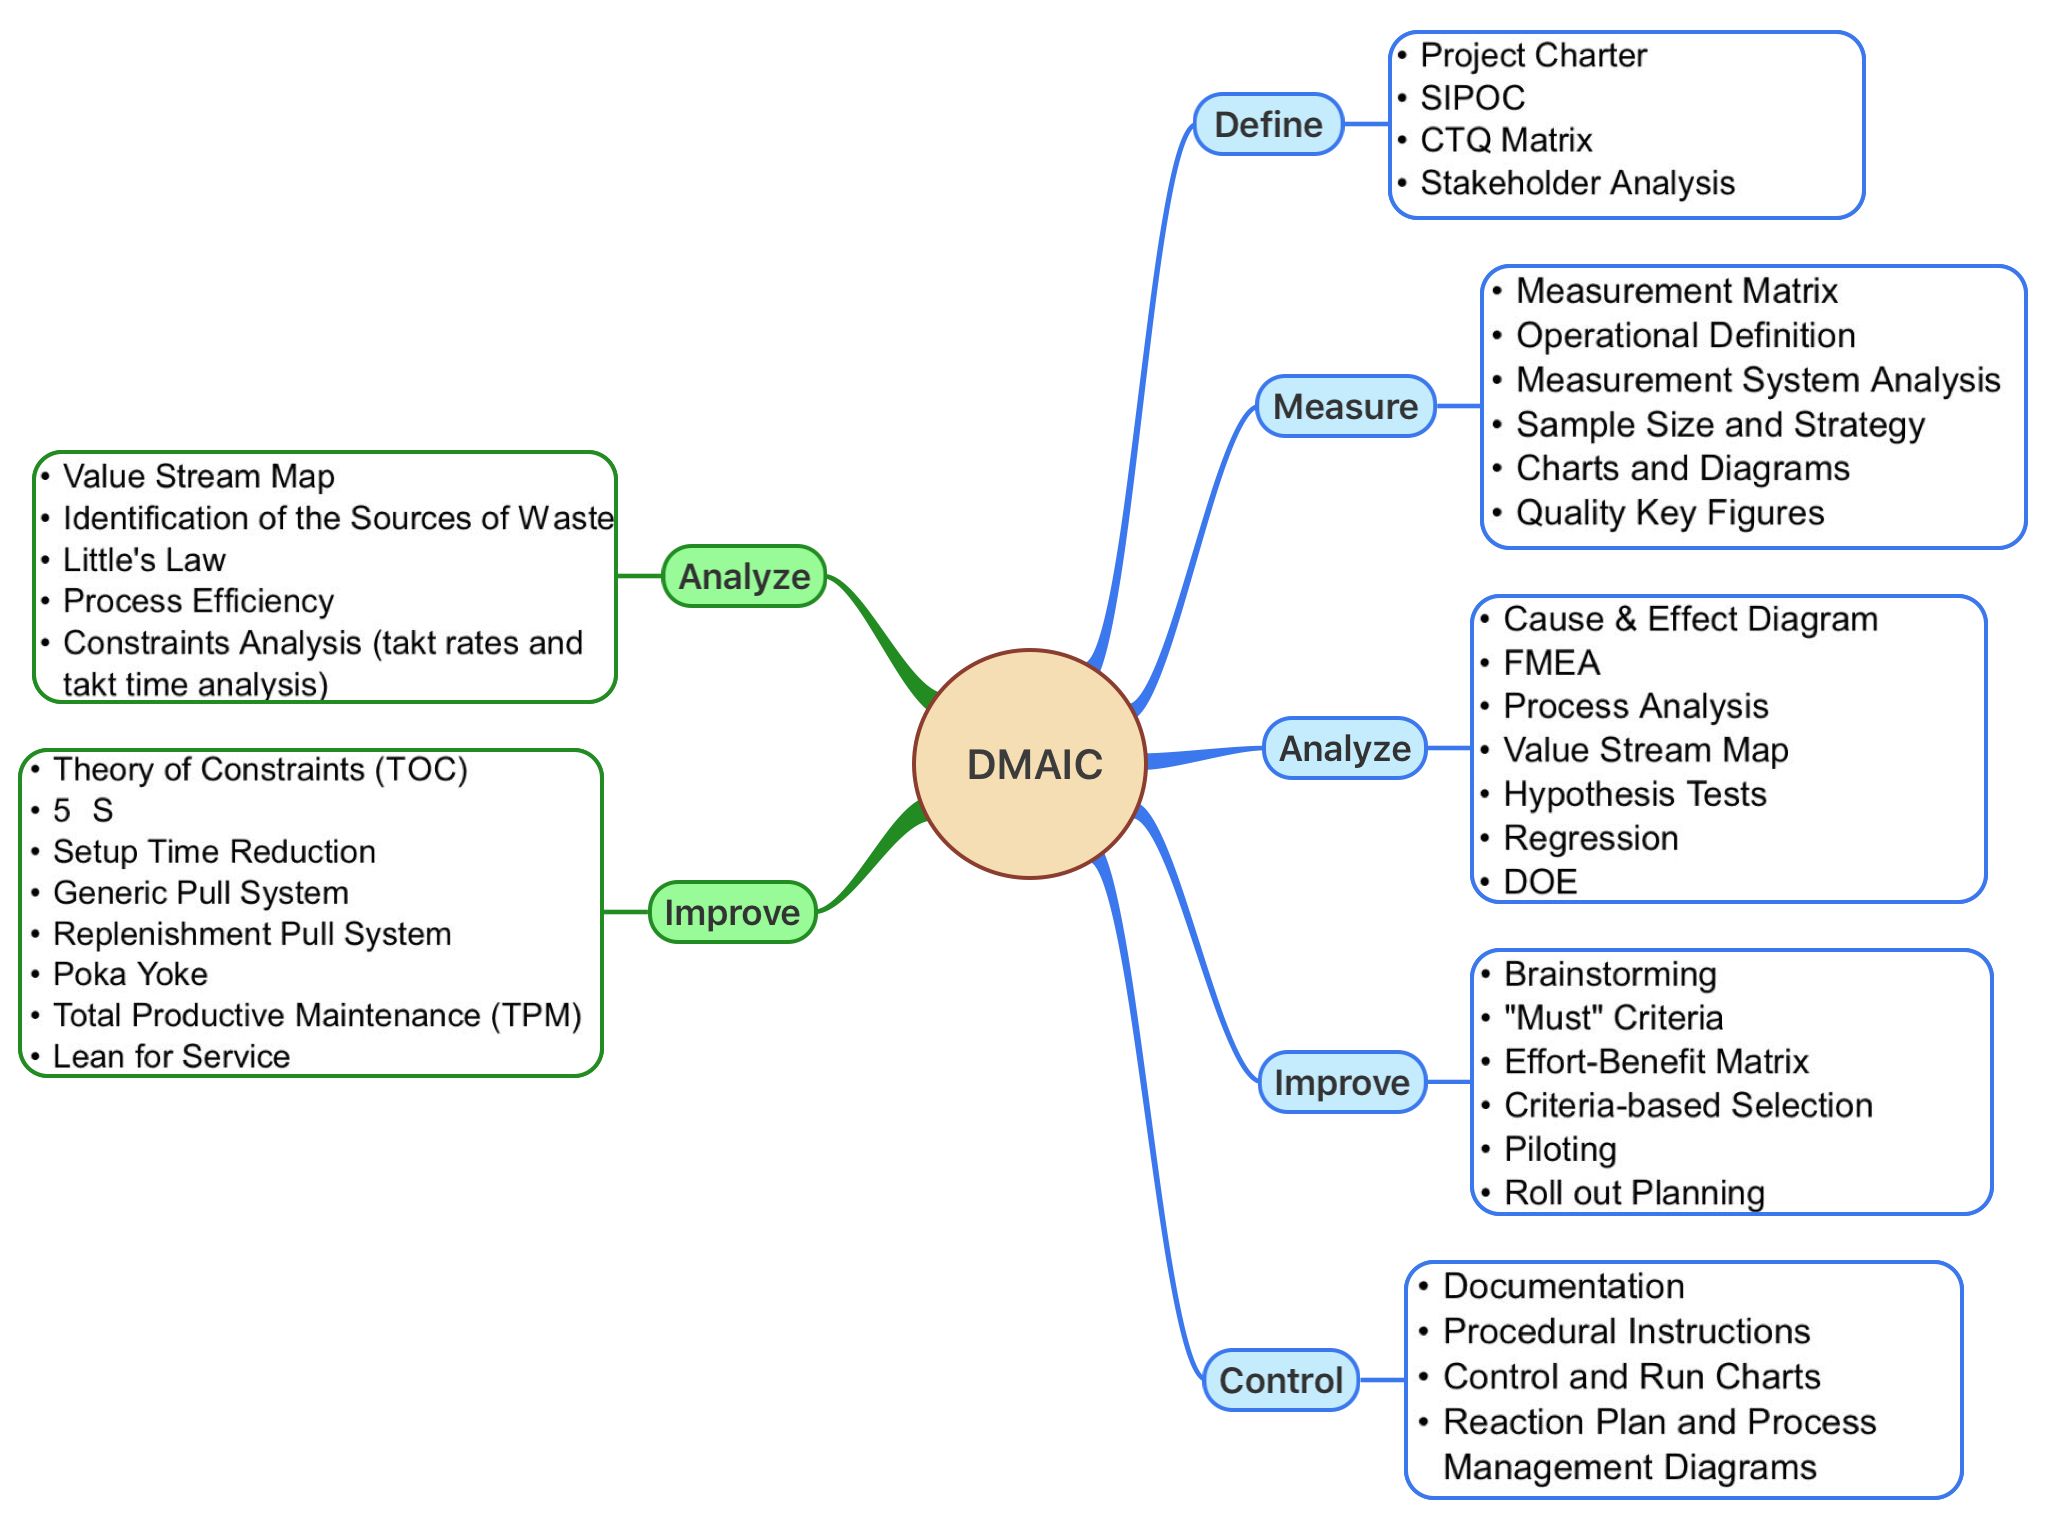 DMAIC
Define
• Project Charter
• SIPOC
• CTQ Matrix
• Stakeholder Analysis
Measure
• Measurement Matrix
• Operational Definition
• Measurement System Analysis
• Sample Size and Strategy
• Charts and Diagrams
• Quality Key Figures
Analyze
• Cause & Effect Diagram
• FMEA
• Process Analysis
• Value Stream Map
• Hypothesis Tests
• Regression
• DOE
Improve
• Brainstorming
• "Must" Criteria
• Effort-Benefit Matrix
• Criteria-based Selection
• Piloting
• Roll out Planning
Control
• Documentation
• Procedural Instructions
• Control and Run Charts
• Reaction Plan and Process
Management Diagrams
Analyze
• Value Stream Map
• Identification of the Sources of Waste
• Little's Law
• Process Efficiency
• Constraints Analysis (takt rates and
takt time analysis)
Improve
• Theory of Constraints (TOC)
• 5 S
• Setup Time Reduction
• Generic Pull System
• Replenishment Pull System
• Poka Yoke
• Total Productive Maintenance (TPM)
• Lean for Service